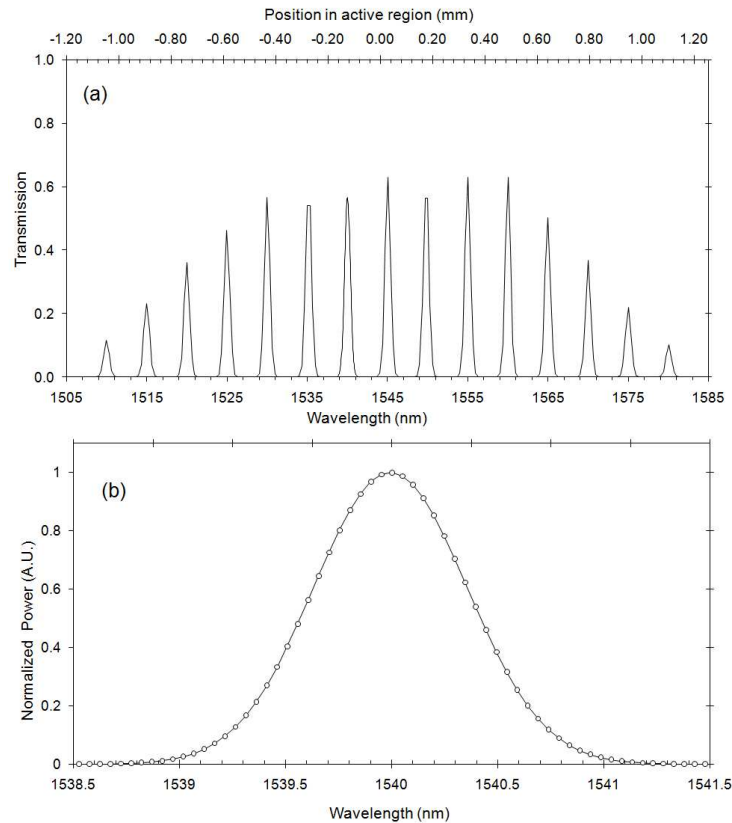 Position in active region (mm)
-1.20 -1.00 -0.80 -0.60 -0.40 -0.20 0.00 0.20 0.40 0.60 0.80 1.00 1.20
(a)
Transmission
1.0
0.8
0.6
0.4
0.2
0.0
1505 1515 1525 1535 1545 1555 1565 1575 1585
Wavelength (nm)
(b)
Normalized Power (A.U.)
1
0.8
0.6
0.4
0.2
0
1538.5 1539 1539.5 1540 1540.5 1541 1541.5
Wavelength (nm)